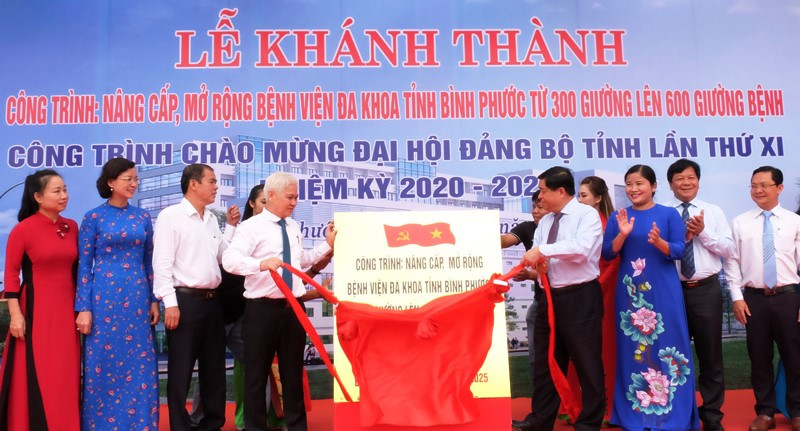 LỄ KHÁNH THÀNH
CÔNG TRÌNH: NÂNG CẤP, MỞ RỘNG BỆNH VIỆN ĐA KHOA TỈNH BÌNH PHƯỚC TỪ 300 GIƯỜNG LÊN 600 GIƯỜNG BỆNH
CÔNG TRÌNH CHÀO MỪNG ĐẠI HỘI ĐẢNG BỘ TỈNH LẦN THỨ XI
KỲ 2020 - 202
CÔNG TRÌNH: NÂNG CẤP, MỞ RỘNG
BỆNH VIỆN ĐA KHOA TỈNH BÌNH PHƯỚC
LÊN
2025